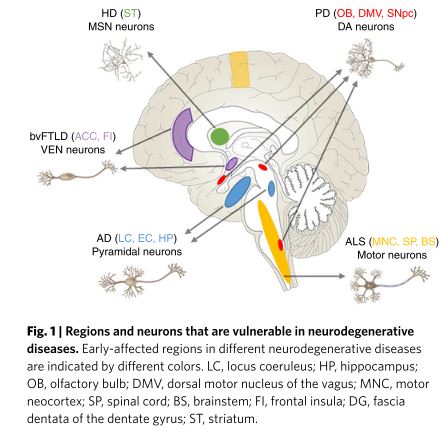 HD (ST)
MSN neurons
PD (OB, DMV, SNpc)
DA neurons
bvFTLD (ACC, FI)
VEN neurons
AD (LC, EC, HP)
Pyramidal neurons
ALS (MNC, SP, BS)
Motor neurons
Fig. 1 | Regions and neurons that are vulnerable in neurodegenerative
diseases. Early-affected regions in different neurodegenerative diseases
are indicated by different colors. LC, locus coeruleus; HP, hippocampus;
OB, olfactory bulb; DMV, dorsal motor nucleus of the vagus; MNC, motor
neocortex; SP, spinal cord; BS, brainstem; FI, frontal insula; DG, fascia
dentata of the dentate gyrus; ST, striatum.